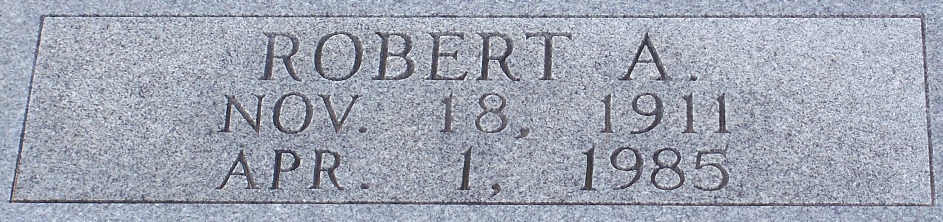 ROBERT A.
NOV. 18, 1911
APR. 1, 1985